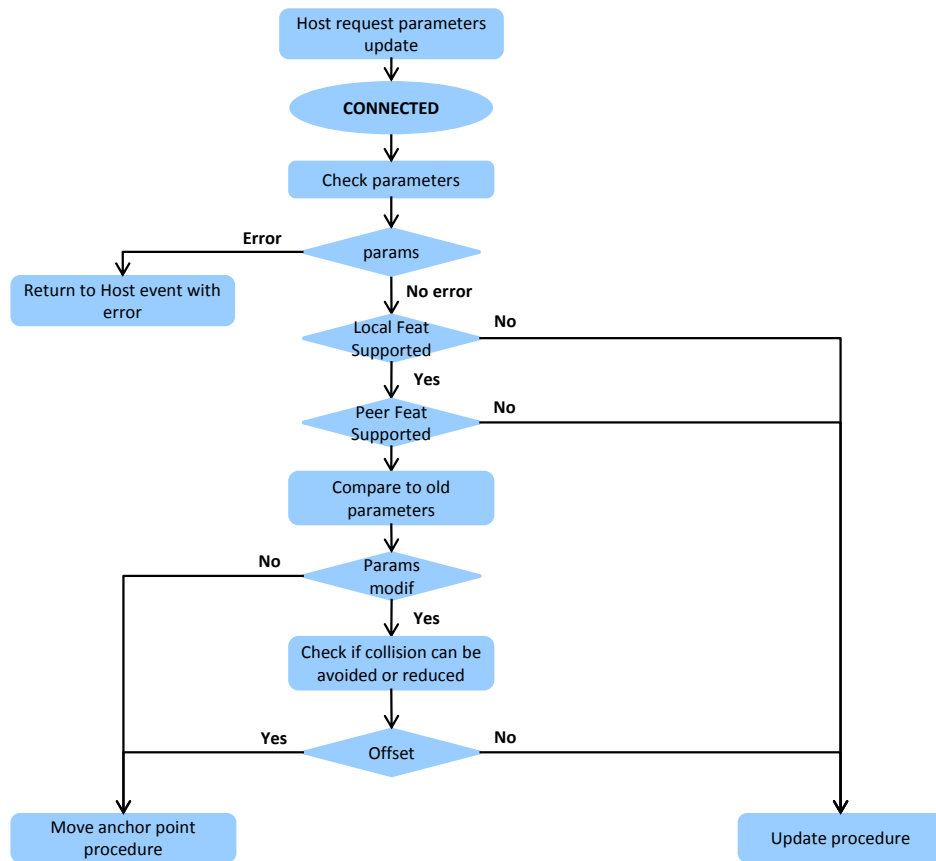 Host request parameters
update
CONNECTED
Check parameters
Error
params
Return to Host event with
error
No error
Local Feat
Supported
No
Yes
Peer Feat
Supported
No
Compare to old
parameters
No
Params
modif
Yes
Check if collision can be
avoided or reduced
Yes
Offset
No
Move anchor point
procedure
Update procedure